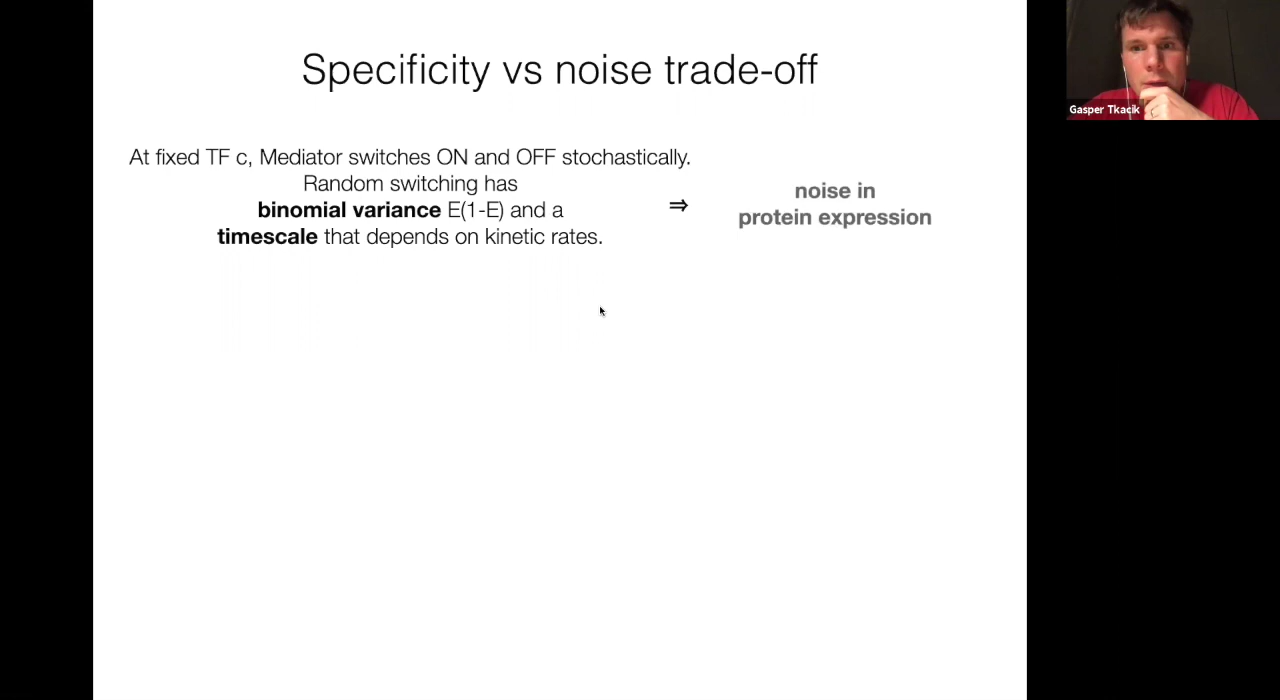 Specificity vs noise trade-off
At fixed TF c, Mediator switches ON and OFF stochastically.
Random switching has
binomial variance E(1-E) and a
timescale that depends on kinetic rates.
⇒
noise in
protein expression
Gasper Tkacik